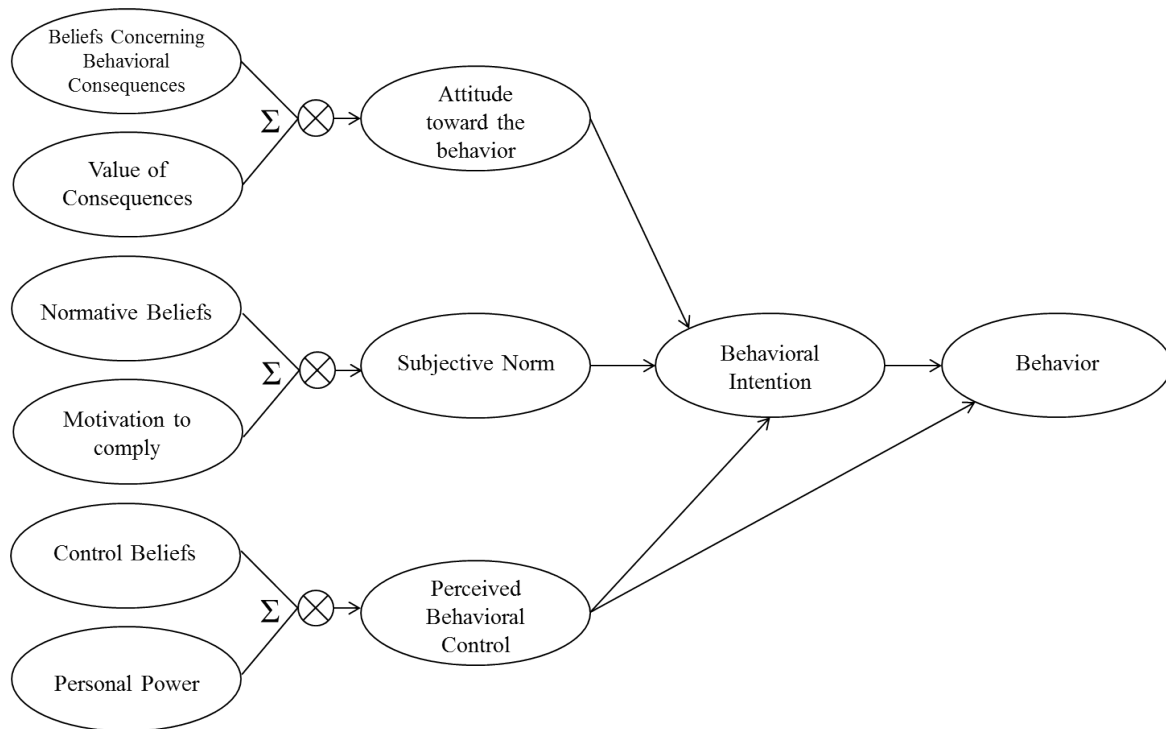 Beliefs Concerning
Behavioral
Consequences
Σ
Value of
Consequences
Attitude
toward the
behavior
Normative Beliefs
Σ
Motivation to
comply
Subjective Norm
Behavioral
Intention
Behavior
Control Beliefs
Σ
Personal Power
Perceived
Behavioral
Control